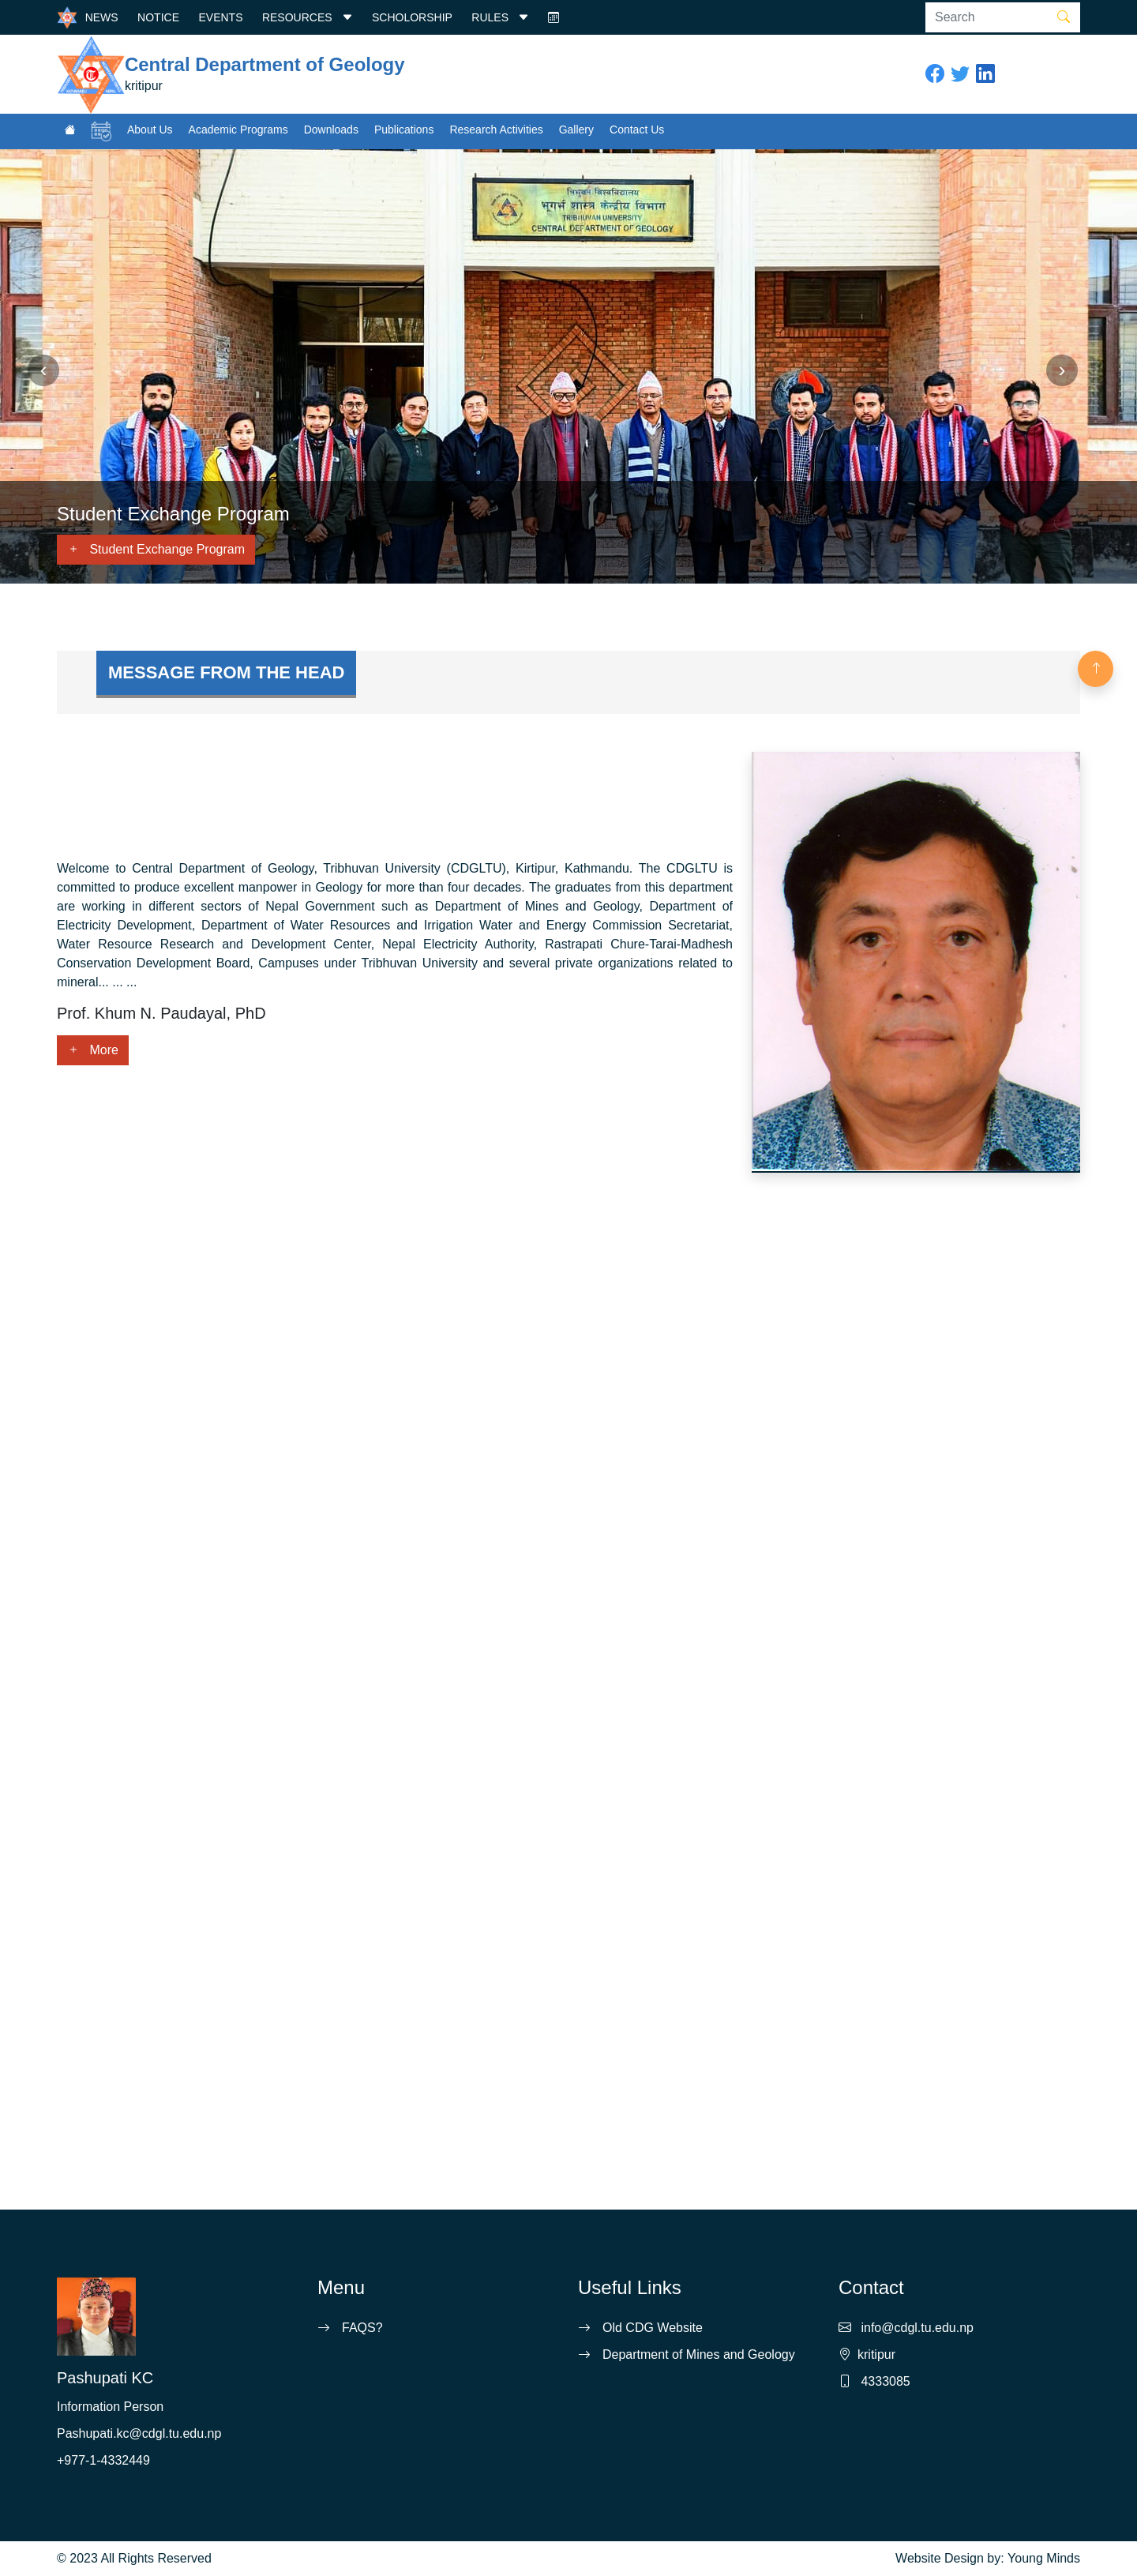 NEWS NOTICE EVENTS RESOURCES SCHOLORSHIP RULES Search
Central Department of Geology
kritipur
About Us Academic Programs Downloads Publications Research Activities Gallery Contact Us
त्रिभुवन विश्वविद्यालय
भूगर्भ शास्त्र केन्द्रीय विभाग
TRIBHUVAN UNIVERSITY
CENTRAL DEPARTMENT OF GEOLOGY
Student Exchange Program
+ Student Exchange Program
MESSAGE FROM THE HEAD
Welcome to Central Department of Geology, Tribhuvan University (CDGLTU), Kirtipur, Kathmandu. The CDGLTU is
committed to produce excellent manpower in Geology for more than four decades. The graduates from this department
are working in different sectors of Nepal Government such as Department of Mines and Geology, Department of
Electricity Development, Department of Water Resources and Irrigation Water and Energy Commission Secretariat,
Water Resource Research and Development Center, Nepal Electricity Authority, Rastrapati Chure-Tarai-Madhesh
Conservation Development Board, Campuses under Tribhuvan University and several private organizations related to
mineral... ... ...
Prof. Khum N. Paudayal, PhD
+ More
Pashupati KC
Information Person
Pashupati.kc@cdgl.tu.edu.np
+977-1-4332449
Menu
FAQS?
Useful Links
Old CDG Website
Department of Mines and Geology
Contact
info@cdgl.tu.edu.np
kritipur
4333085
© 2023 All Rights Reserved
Website Design by: Young Minds